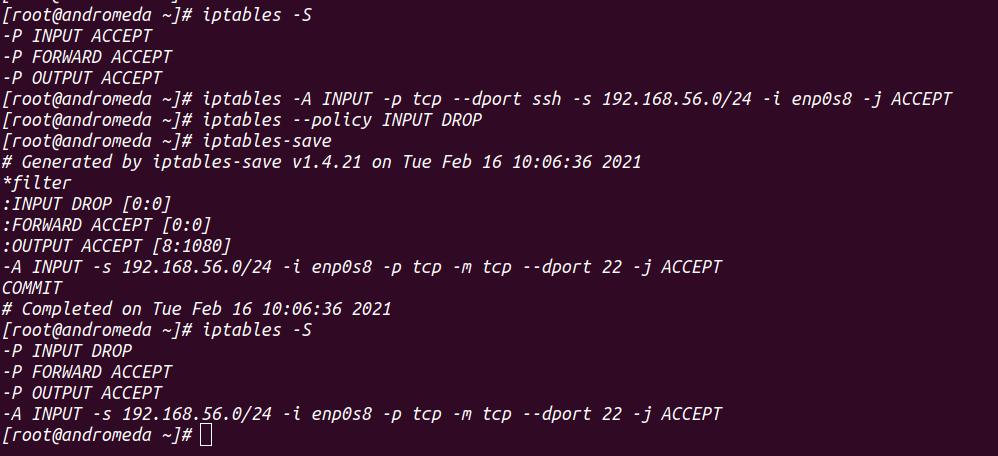 [root@andromeda ~]# iptables -S
-P INPUT ACCEPT
-P FORWARD ACCEPT
-P OUTPUT ACCEPT
[root@andromeda ~]# iptables -A INPUT -p tcp --dport ssh -s 192.168.56.0/24 -i enp0s8 -j ACCEPT
[root@andromeda ~]# iptables --policy INPUT DROP
[root@andromeda ~]# iptables-save
# Generated by iptables-save v1.4.21 on Tue Feb 16 10:06:36 2021
*filter
:INPUT DROP [0:0]
:FORWARD ACCEPT [0:0]
:OUTPUT ACCEPT [8:1080]
-A INPUT -s 192.168.56.0/24 -i enp0s8 -p tcp -m tcp --dport 22 -j ACCEPT
COMMIT
# Completed on Tue Feb 16 10:06:36 2021
[root@andromeda ~]# iptables -S
-P INPUT DROP
-P FORWARD ACCEPT
-P OUTPUT ACCEPT
-A INPUT -s 192.168.56.0/24 -i enp0s8 -p tcp -m tcp --dport 22 -j ACCEPT
[root@andromeda ~]#